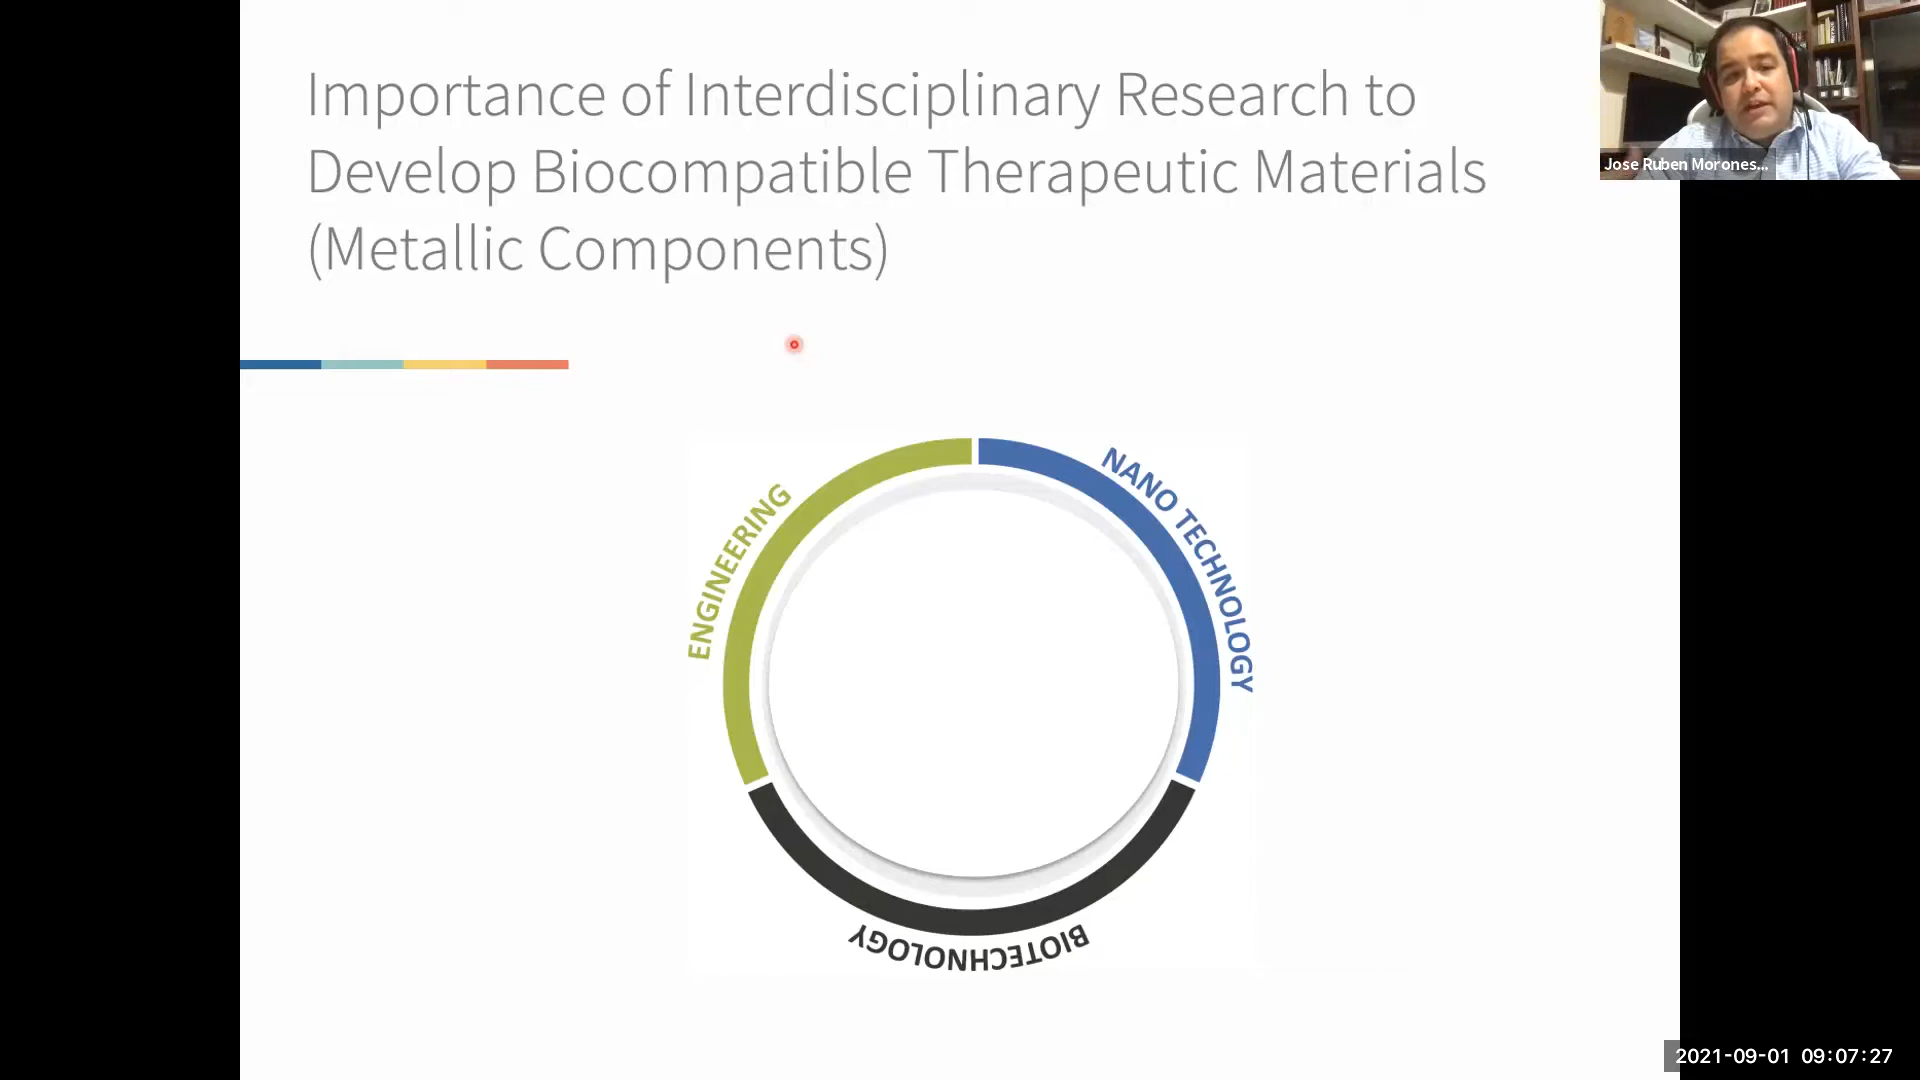 Importance of Interdisciplinary Research to
Develop Biocompatible Therapeutic Materials
(Metallic Components)
Jose Ruben Morones...
ENGINEERING
NANO TECHNOLOGY
BIOTECHNOLOGY
2021-09-01 09:07:27